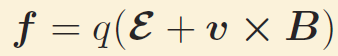 𝒇 = q(𝓔 + 𝒗 × 𝑩)